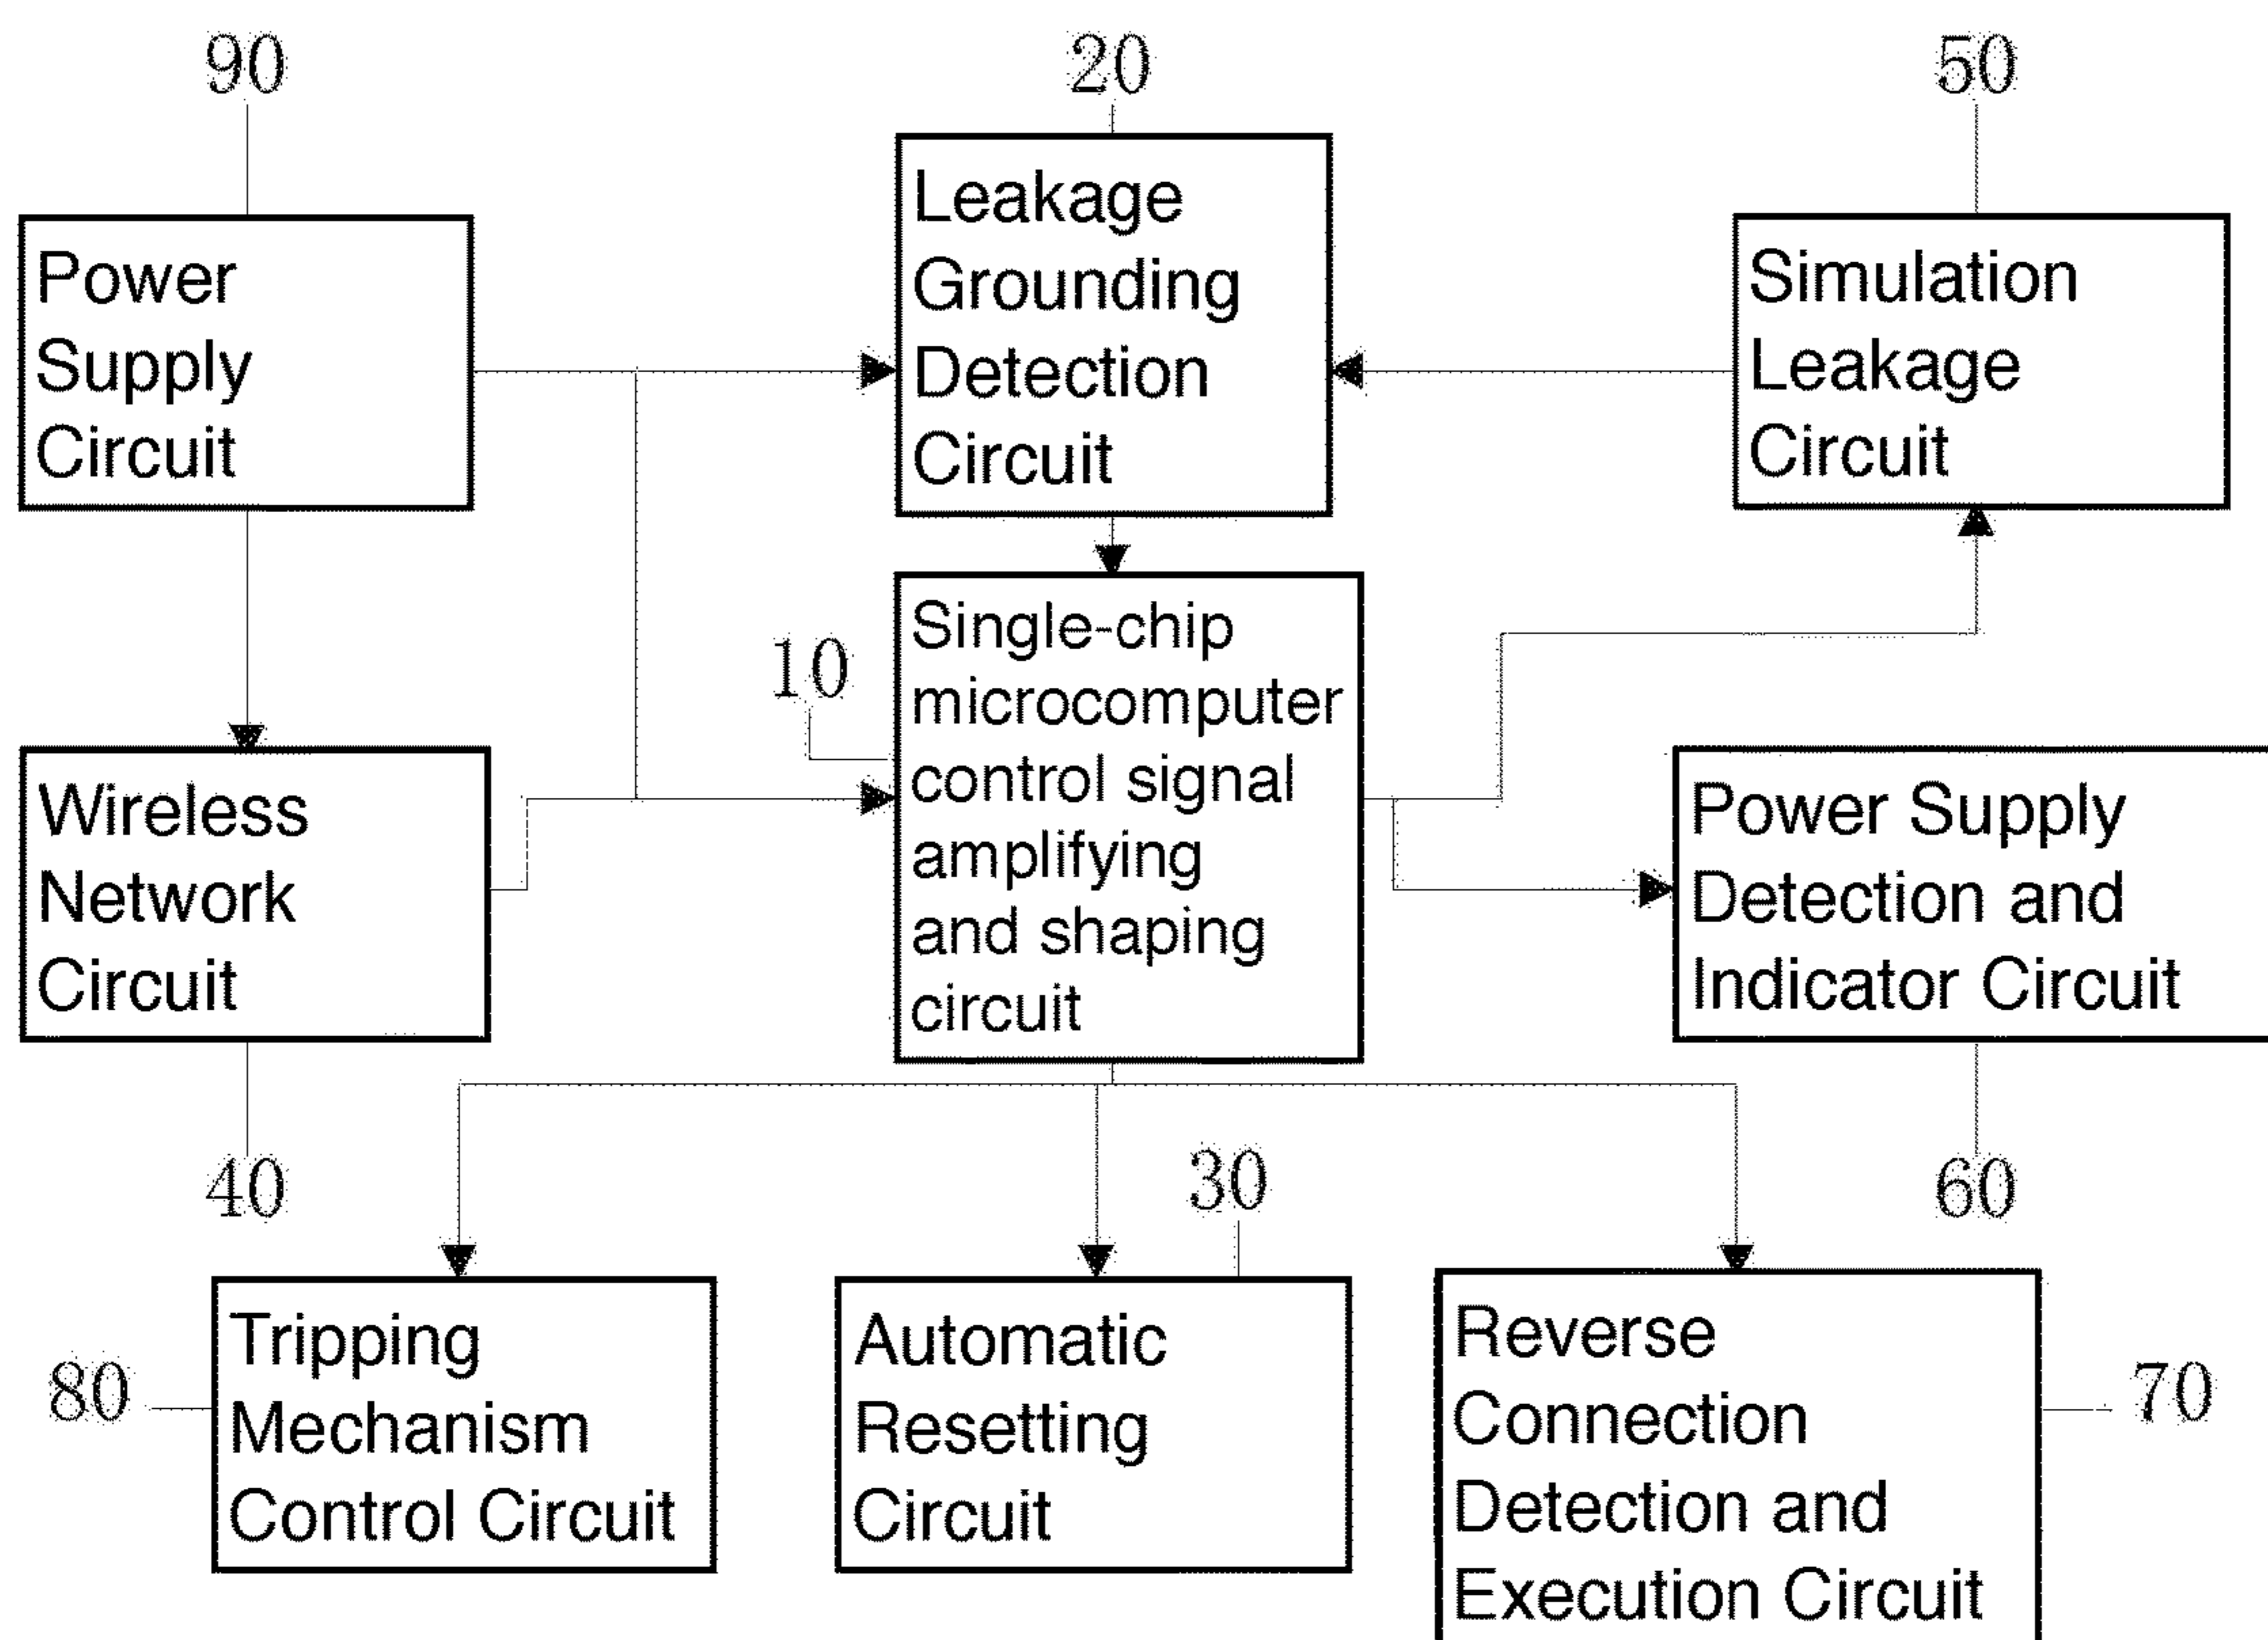 90
20
50
Power
Supply
Circuit
Leakage
Grounding
Detection
Circuit
Simulation
Leakage
Circuit
10
Single-chip
microcomputer
control signal
amplifying
and shaping
circuit
Wireless
Network
Circuit
Power Supply
Detection and
Indicator Circuit
40
30
60
80
Tripping
Mechanism
Control Circuit
Automatic
Resetting
Circuit
Reverse
Connection
Detection and
Execution Circuit
70